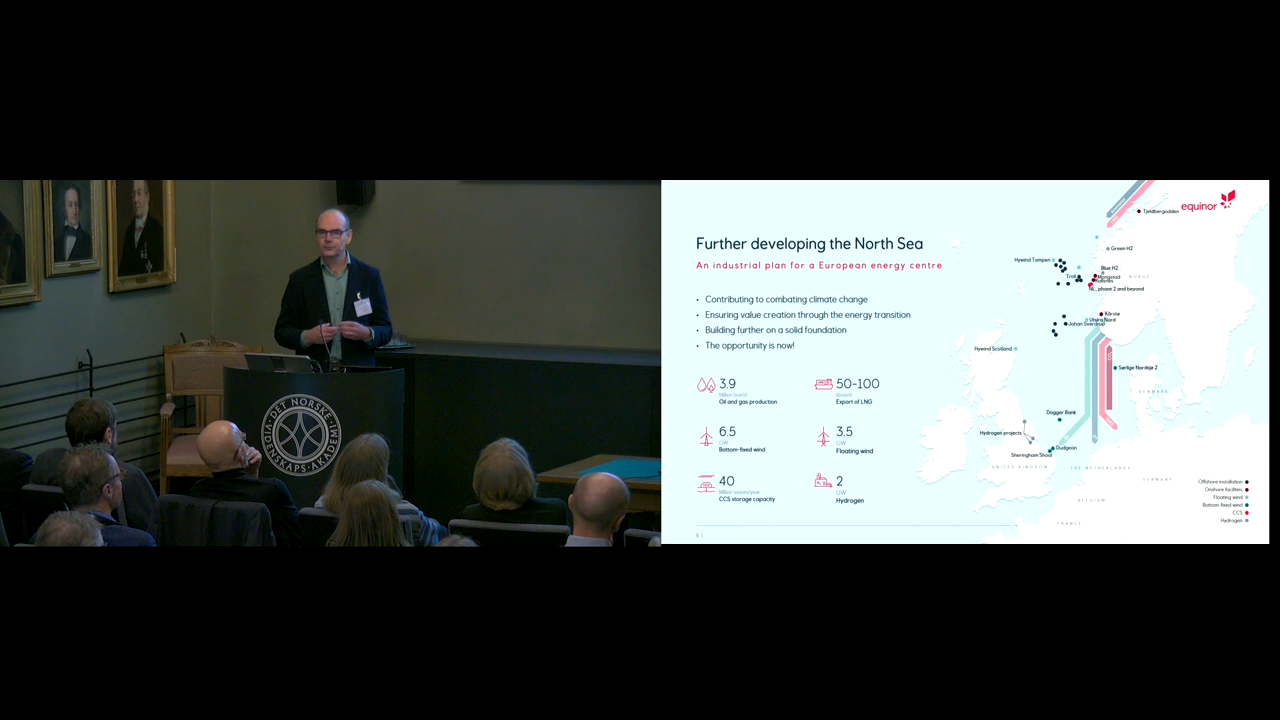 DET NORSKE VIDENSKAPS-AKADEMI
equinor
Further developing the North Sea
An industrial plan for a European energy centre
• Contributing to combating climate change
• Ensuring value creation through the energy transition
• Building further on a solid foundation
• The opportunity is now!
3.9
Oil and gas production
50-100
Export of LNG
6.5
GW
Bottom-fixed wind
3.5
GW
Floating wind
40
Million tonnes/year
CCS storage capacity
2
GW
Hydrogen
Tjeldbergodden
Green H2
Hywind Tampen
Blue H2
Troll
Mongstad
Kollsnes
NORWAY
NL, phase 2 and beyond
Kårstø
Utsira Nord
Johan Sverdrup
Hywind Scotland
CO2
Sørlige Nordsjø 2
DENMARK
Dogger Bank
Hydrogen projects
Dudgeon
Sheringham Shoal
UNITED KINGDOM
THE NETHERLANDS
GERMANY
BELGIUM
FRANCE
Offshore installation
Onshore facilities
Floating wind
Bottom-fixed wind
CCS
Hydrogen